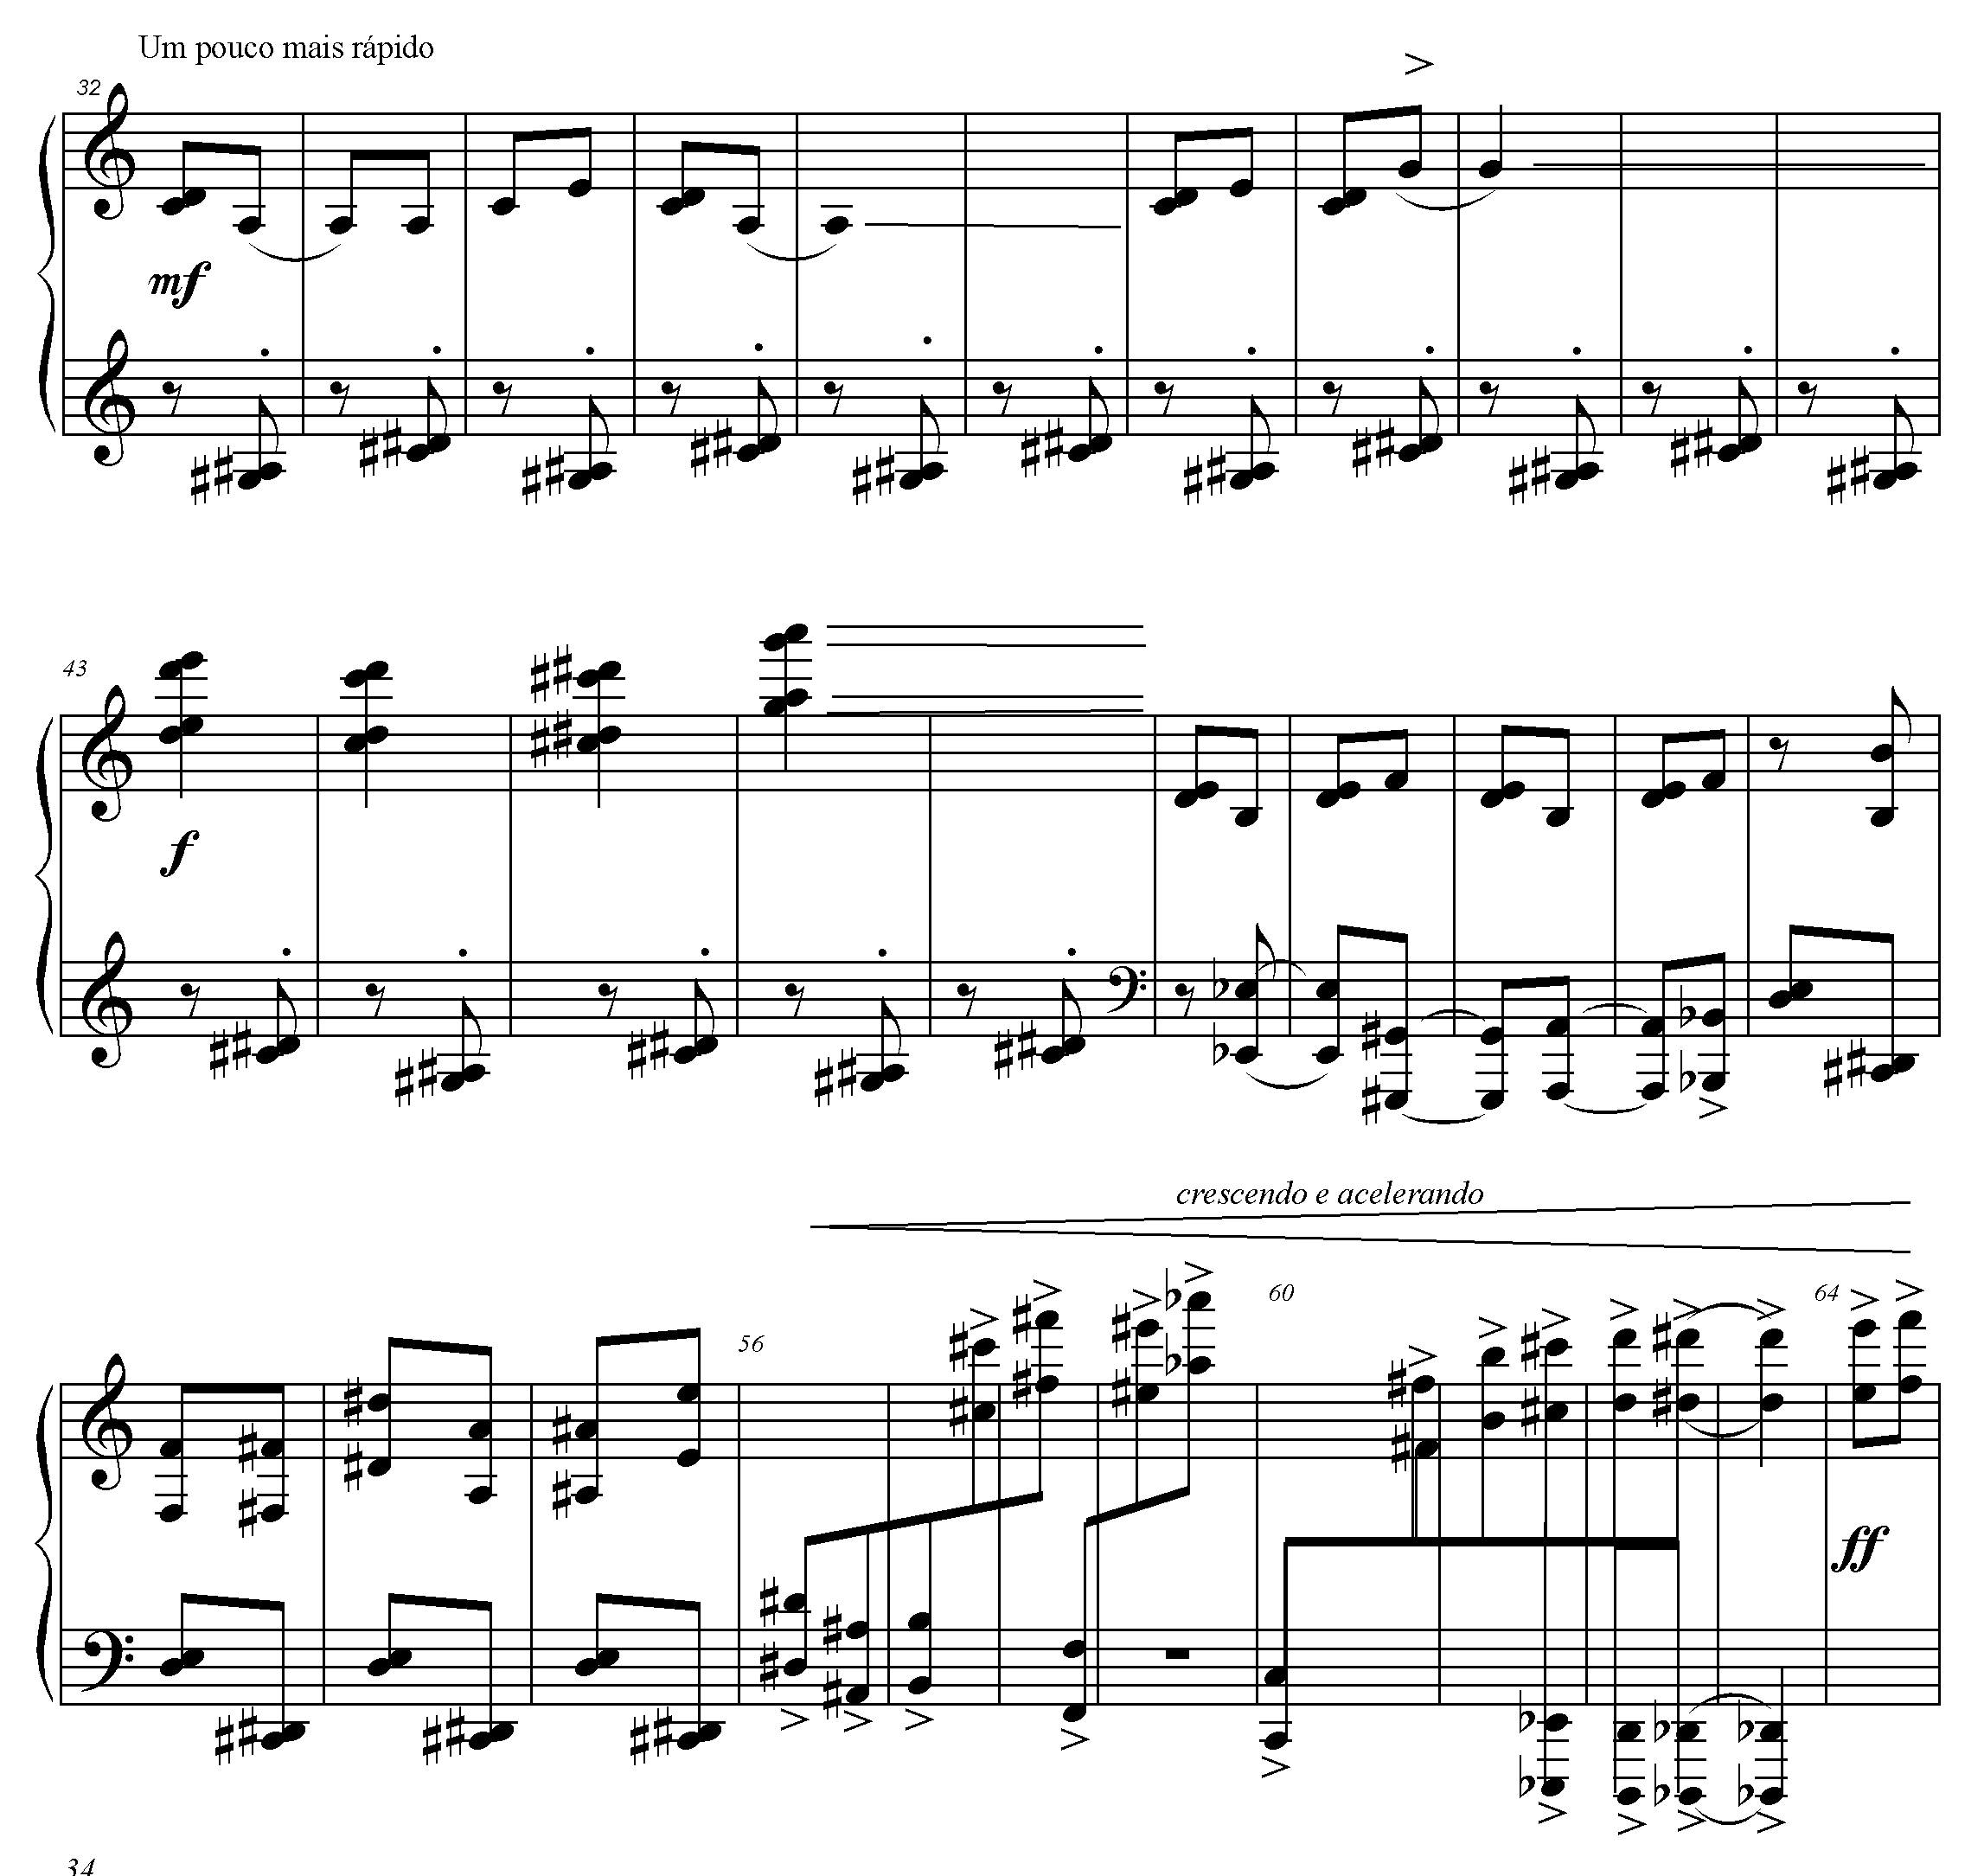 Um pouco mais rápido
32
mf
43
f
crescendo e acelerando
56
60
64
ff
34